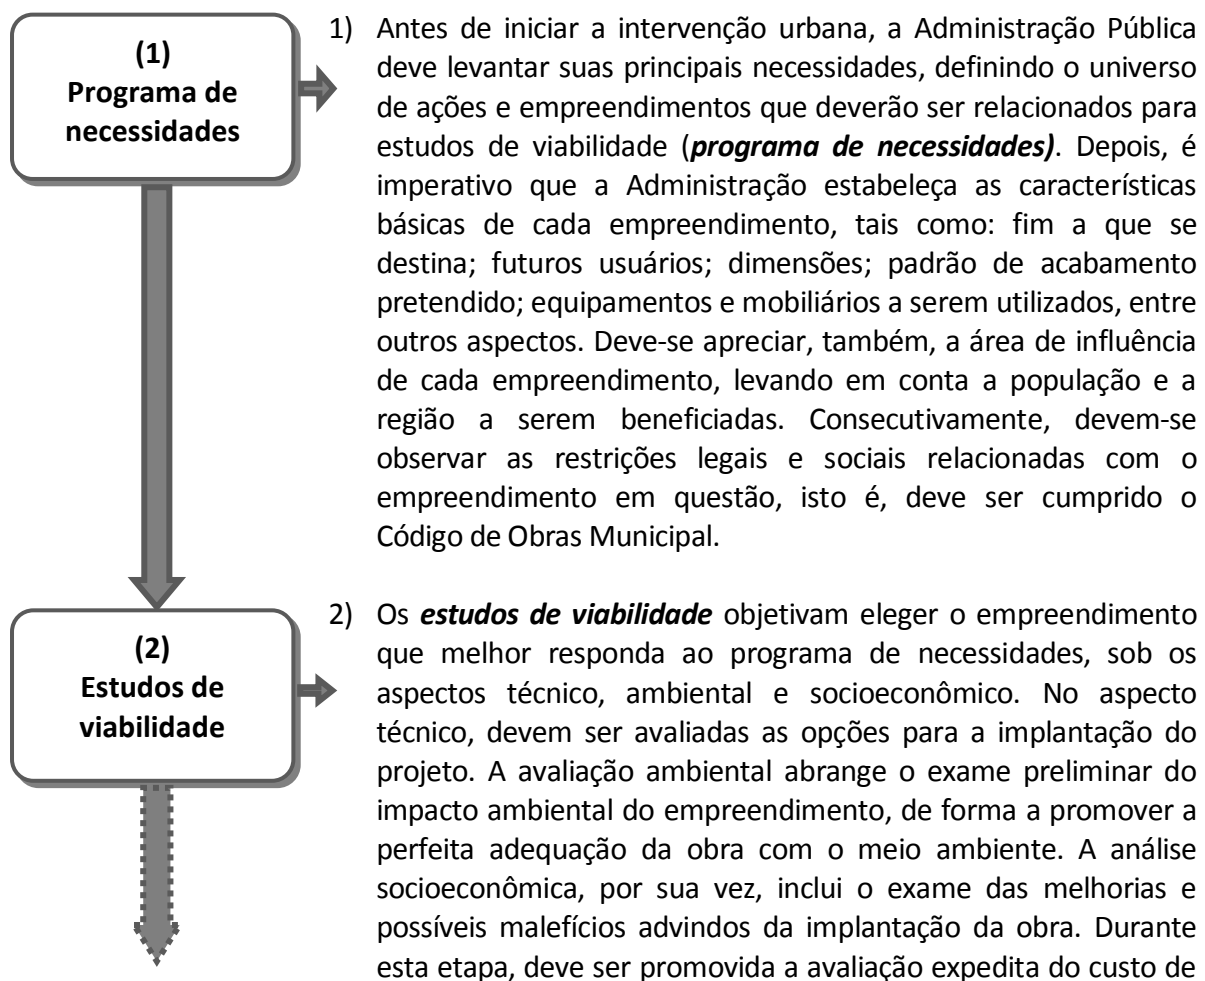 (1)
Programa de
necessidades
1) Antes de iniciar a intervenção urbana, a Administração Pública
deve levantar suas principais necessidades, definindo o universo
de ações e empreendimentos que deverão ser relacionados para
estudos de viabilidade (programa de necessidades). Depois, é
imperativo que a Administração estabeleça as características
básicas de cada empreendimento, tais como: fim a que se
destina; futuros usuários; dimensões; padrão de acabamento
pretendido; equipamentos e mobiliários a serem utilizados, entre
outros aspectos. Deve-se apreciar, também, a área de influência
de cada empreendimento, levando em conta a população e a
região a serem beneficiadas. Consecutivamente, devem-se
observar as restrições legais e sociais relacionadas com o
empreendimento em questão, isto é, deve ser cumprido o
Código de Obras Municipal.
(2)
Estudos de
viabilidade
2) Os estudos de viabilidade objetivam eleger o empreendimento
que melhor responda ao programa de necessidades, sob os
aspectos técnico, ambiental e socioeconômico. No aspecto
técnico, devem ser avaliadas as opções para a implantação do
projeto. A avaliação ambiental abrange o exame preliminar do
impacto ambiental do empreendimento, de forma a promover a
perfeita adequação da obra com o meio ambiente. A análise
socioeconômica, por sua vez, inclui o exame das melhorias e
possíveis malefícios advindos da implantação da obra. Durante
esta etapa, deve ser promovida a avaliação expedita do custo de